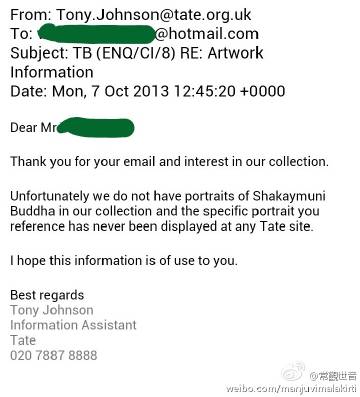 From: Tony.Johnson@tate.org.uk
To: @hotmail.com
Subject: TB (ENQ/CI/8) RE: Artwork
Information
Date: Mon, 7 Oct 2013 12:45:20 +0000
Dear Mr
Thank you for your email and interest in our collection.
Unfortunately we do not have portraits of Shakaymuni
Buddha in our collection and the specific portrait you
reference has never been displayed at any Tate site.
I hope this information is of use to you.
Best regards
Tony Johnson
Information Assistant
Tate
020 7887 8888
@常觀世音
weibo.com/manjuvimalakirti